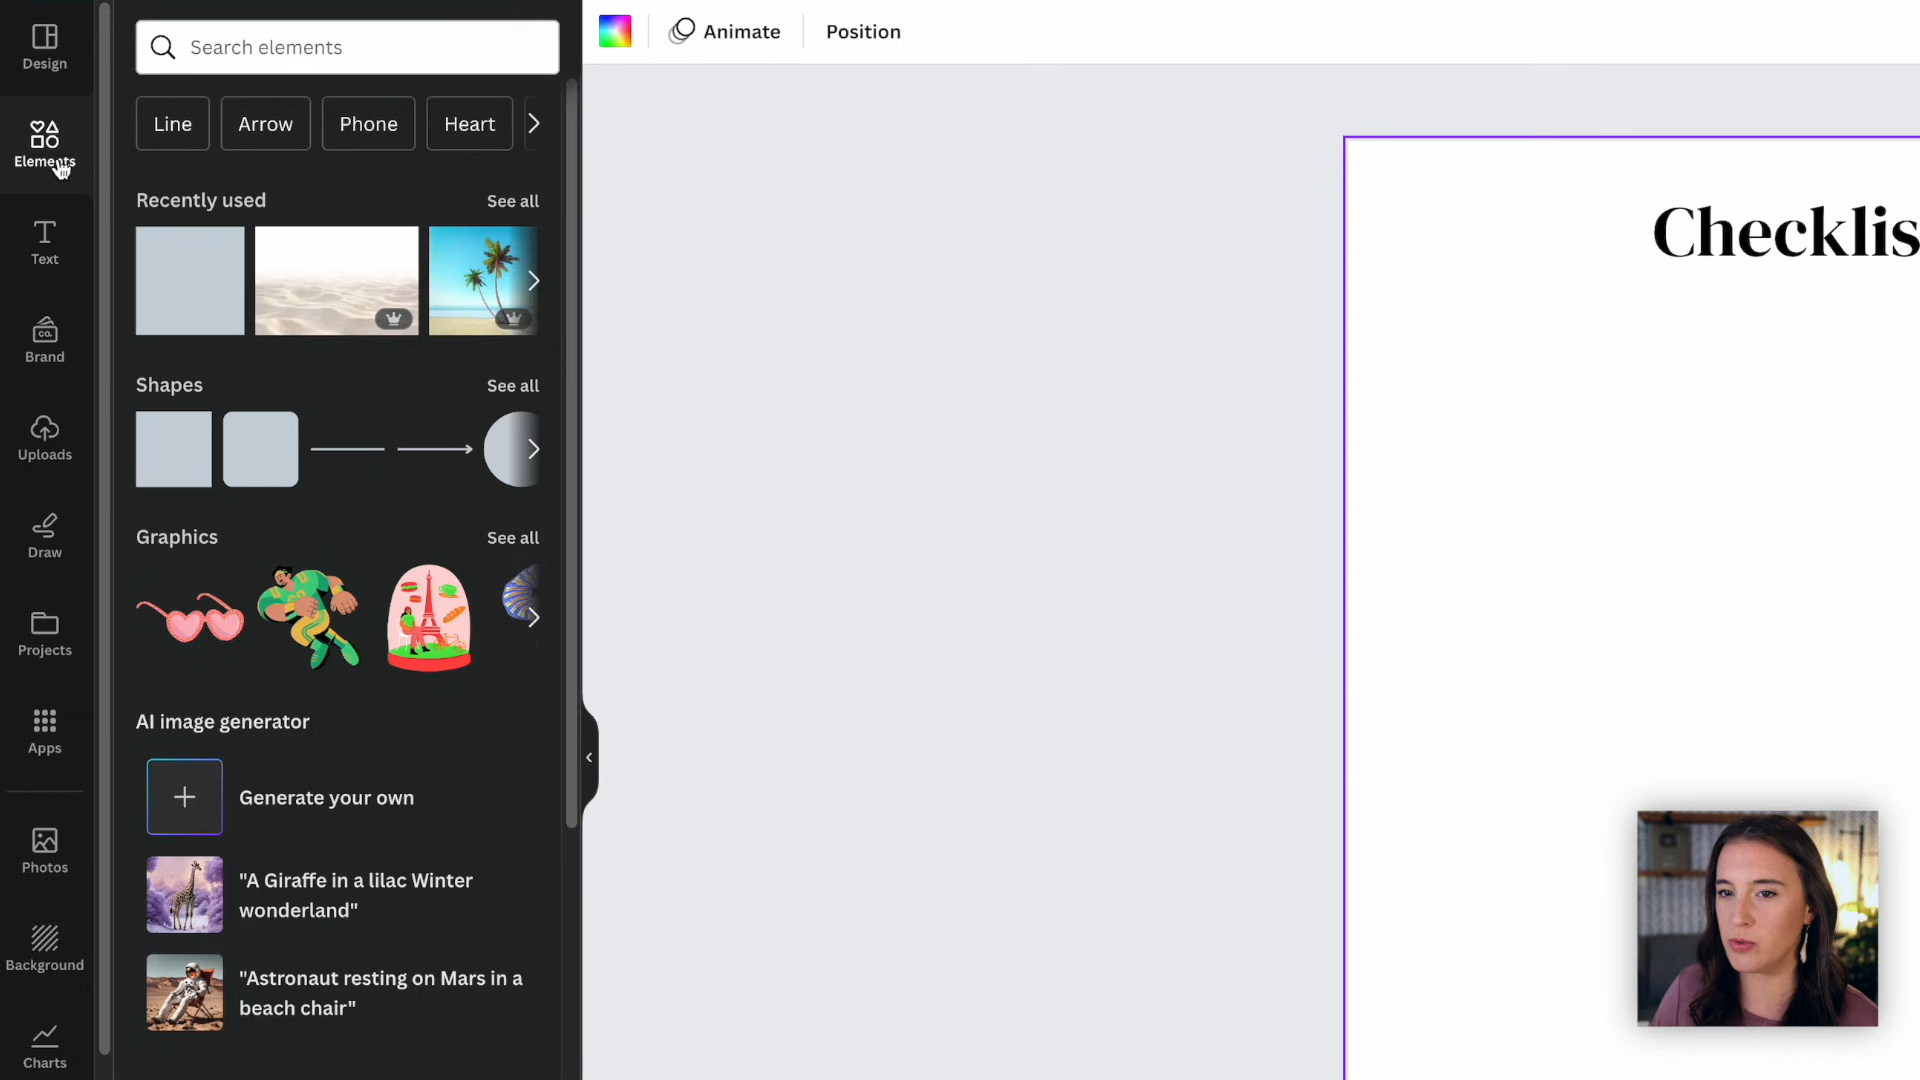 Design
Elements
Text
Brand
CO.
Uploads
Draw
Projects
Apps
Photos
Background
Charts
Search elements
Line
Arrow
Phone
Heart
Recently used
See all
Shapes
See all
Graphics
See all
AI image generator
Generate your own
"A Giraffe in a lilac Winter
wonderland"
"Astronaut resting on Mars in a
beach chair"
Animate
Position
Checklis